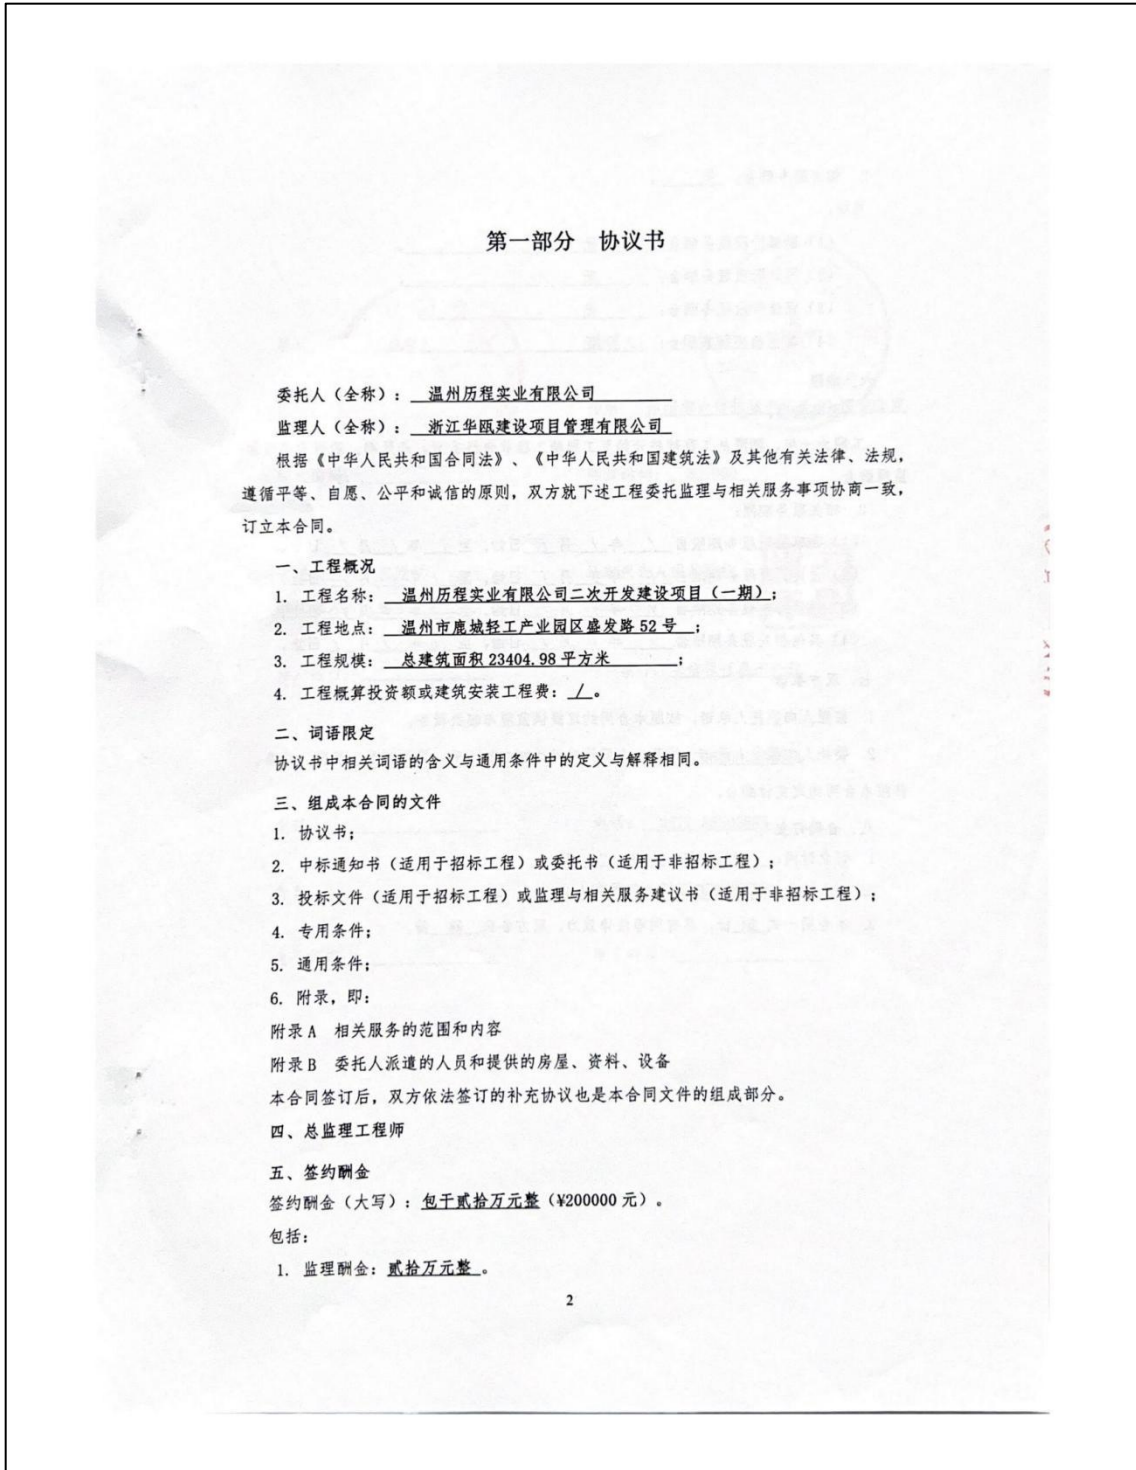 第一部分 协议书
委托人（全称）：温州历程实业有限公司
监理人（全称）：浙江华瓯建设项目管理有限公司
根据《中华人民共和国合同法》、《中华人民共和国建筑法》及其他有关法律、法规，
遵循平等、自愿、公平和诚信的原则，双方就下述工程委托监理与相关服务事项协商一致，
订立本合同。
一、工程概况
1. 工程名称：温州历程实业有限公司二次开发建设项目（一期）；
2. 工程地点：温州市鹿城轻工产业园区盛发路 52 号；
3. 工程规模：总建筑面积 23404.98 平方米；
4. 工程概算投资额或建筑安装工程费：/。
二、词语限定
协议书中相关词语的含义与通用条件中的定义与解释相同。
三、组成本合同的文件
1. 协议书；
2. 中标通知书（适用于招标工程）或委托书（适用于非招标工程）；
3. 投标文件（适用于招标工程）或监理与相关服务建议书（适用于非招标工程）；
4. 专用条件；
5. 通用条件；
6. 附录，即：
附录 A 相关服务的范围和内容
附录 B 委托人派遣的人员和提供的房屋、资料、设备
本合同签订后，双方依法签订的补充协议也是本合同文件的组成部分。
四、总监理工程师
五、签约酬金
签约酬金（大写）：包干贰拾万元整（¥200000 元）。
包括：
1. 监理酬金：贰拾万元整。
2